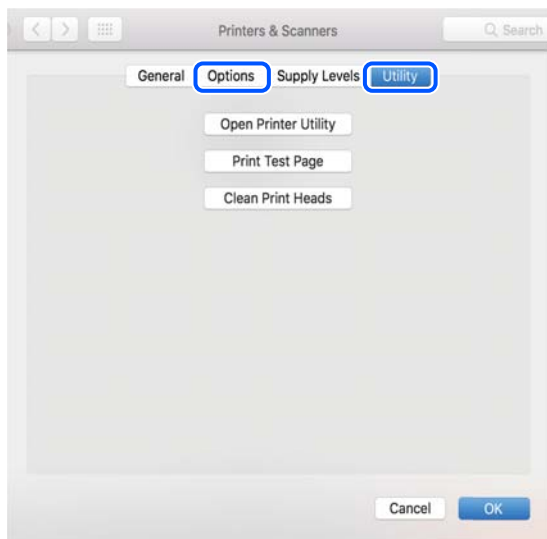 Printers & Scanners
Search
General Options Supply Levels Utility
Open Printer Utility
Print Test Page
Clean Print Heads
Cancel OK